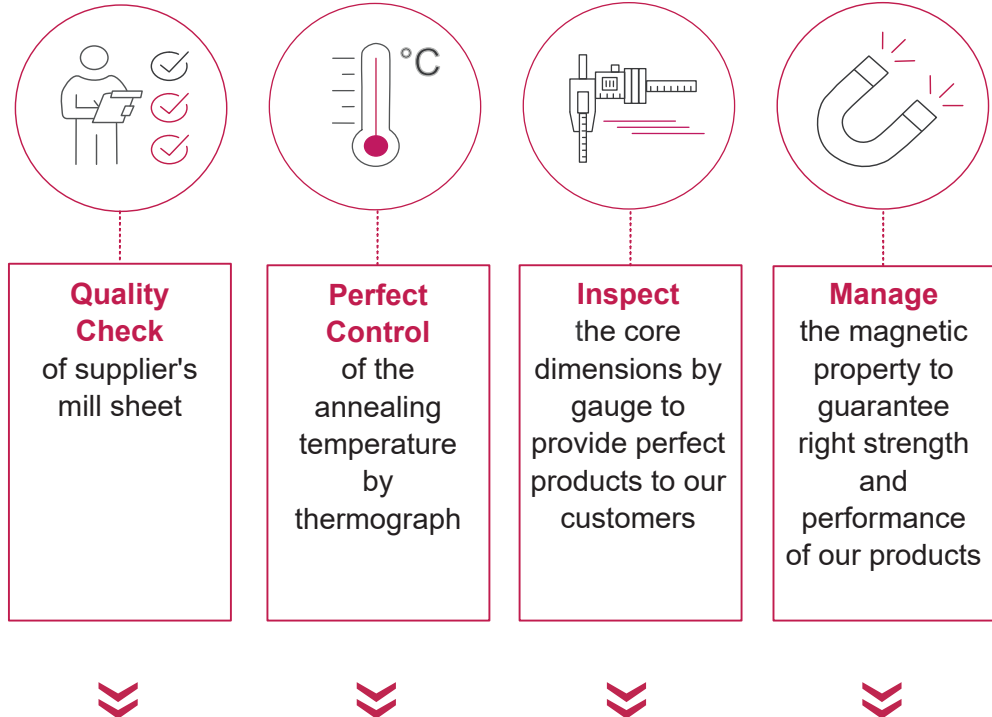 °C
Quality
Check
of supplier's
mill sheet
Perfect
Control
of the
annealing
temperature
by
thermograph
Inspect
the core
dimensions by
gauge to
provide perfect
products to our
customers
Manage
the magnetic
property to
guarantee
right strength
and
performance
of our products